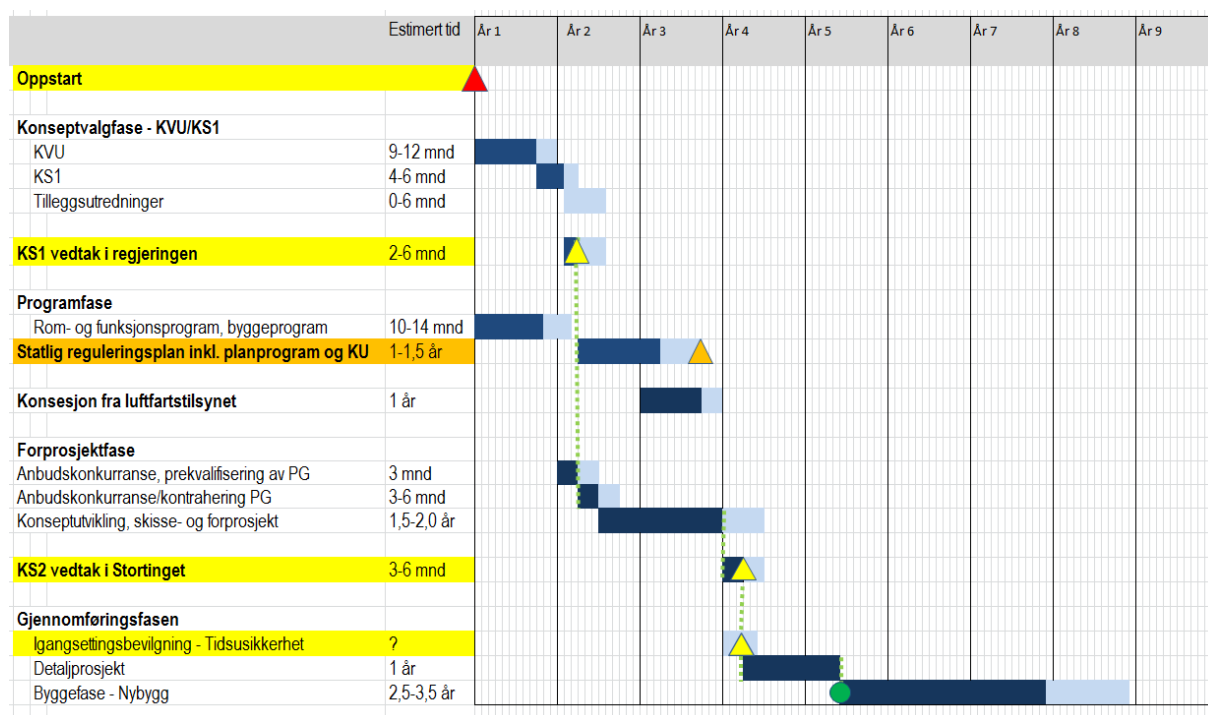 Estimert tid År 1 År 2 År 3 År 4 År 5 År 6 År 7 År 8 År 9
Oppstart
Konseptvalgfase - KVU/KS1
KVU 9-12 mnd
KS1 4-6 mnd
Tilleggsutredninger 0-6 mnd
KS1 vedtak i regjeringen 2-6 mnd
Programfase
Rom- og funksjonsprogram, byggeprogram 10-14 mnd
Statlig reguleringsplan inkl. planprogram og KU 1-1,5 år
Konsesjon fra luftfartstilsynet 1 år
Forprosjektfase
Anbudskonkurranse, prekvalifisering av PG 3 mnd
Anbudskonkurranse/kontrahering PG 3-6 mnd
Konseptutvikling, skisse- og forprosjekt 1,5-2,0 år
KS2 vedtak i Stortinget 3-6 mnd
Gjennomføringsfasen
Igangsettingsbevilgning - Tidsusikkerhet ?
Detaljprosjekt 1 år
Byggefase - Nybygg 2,5-3,5 år